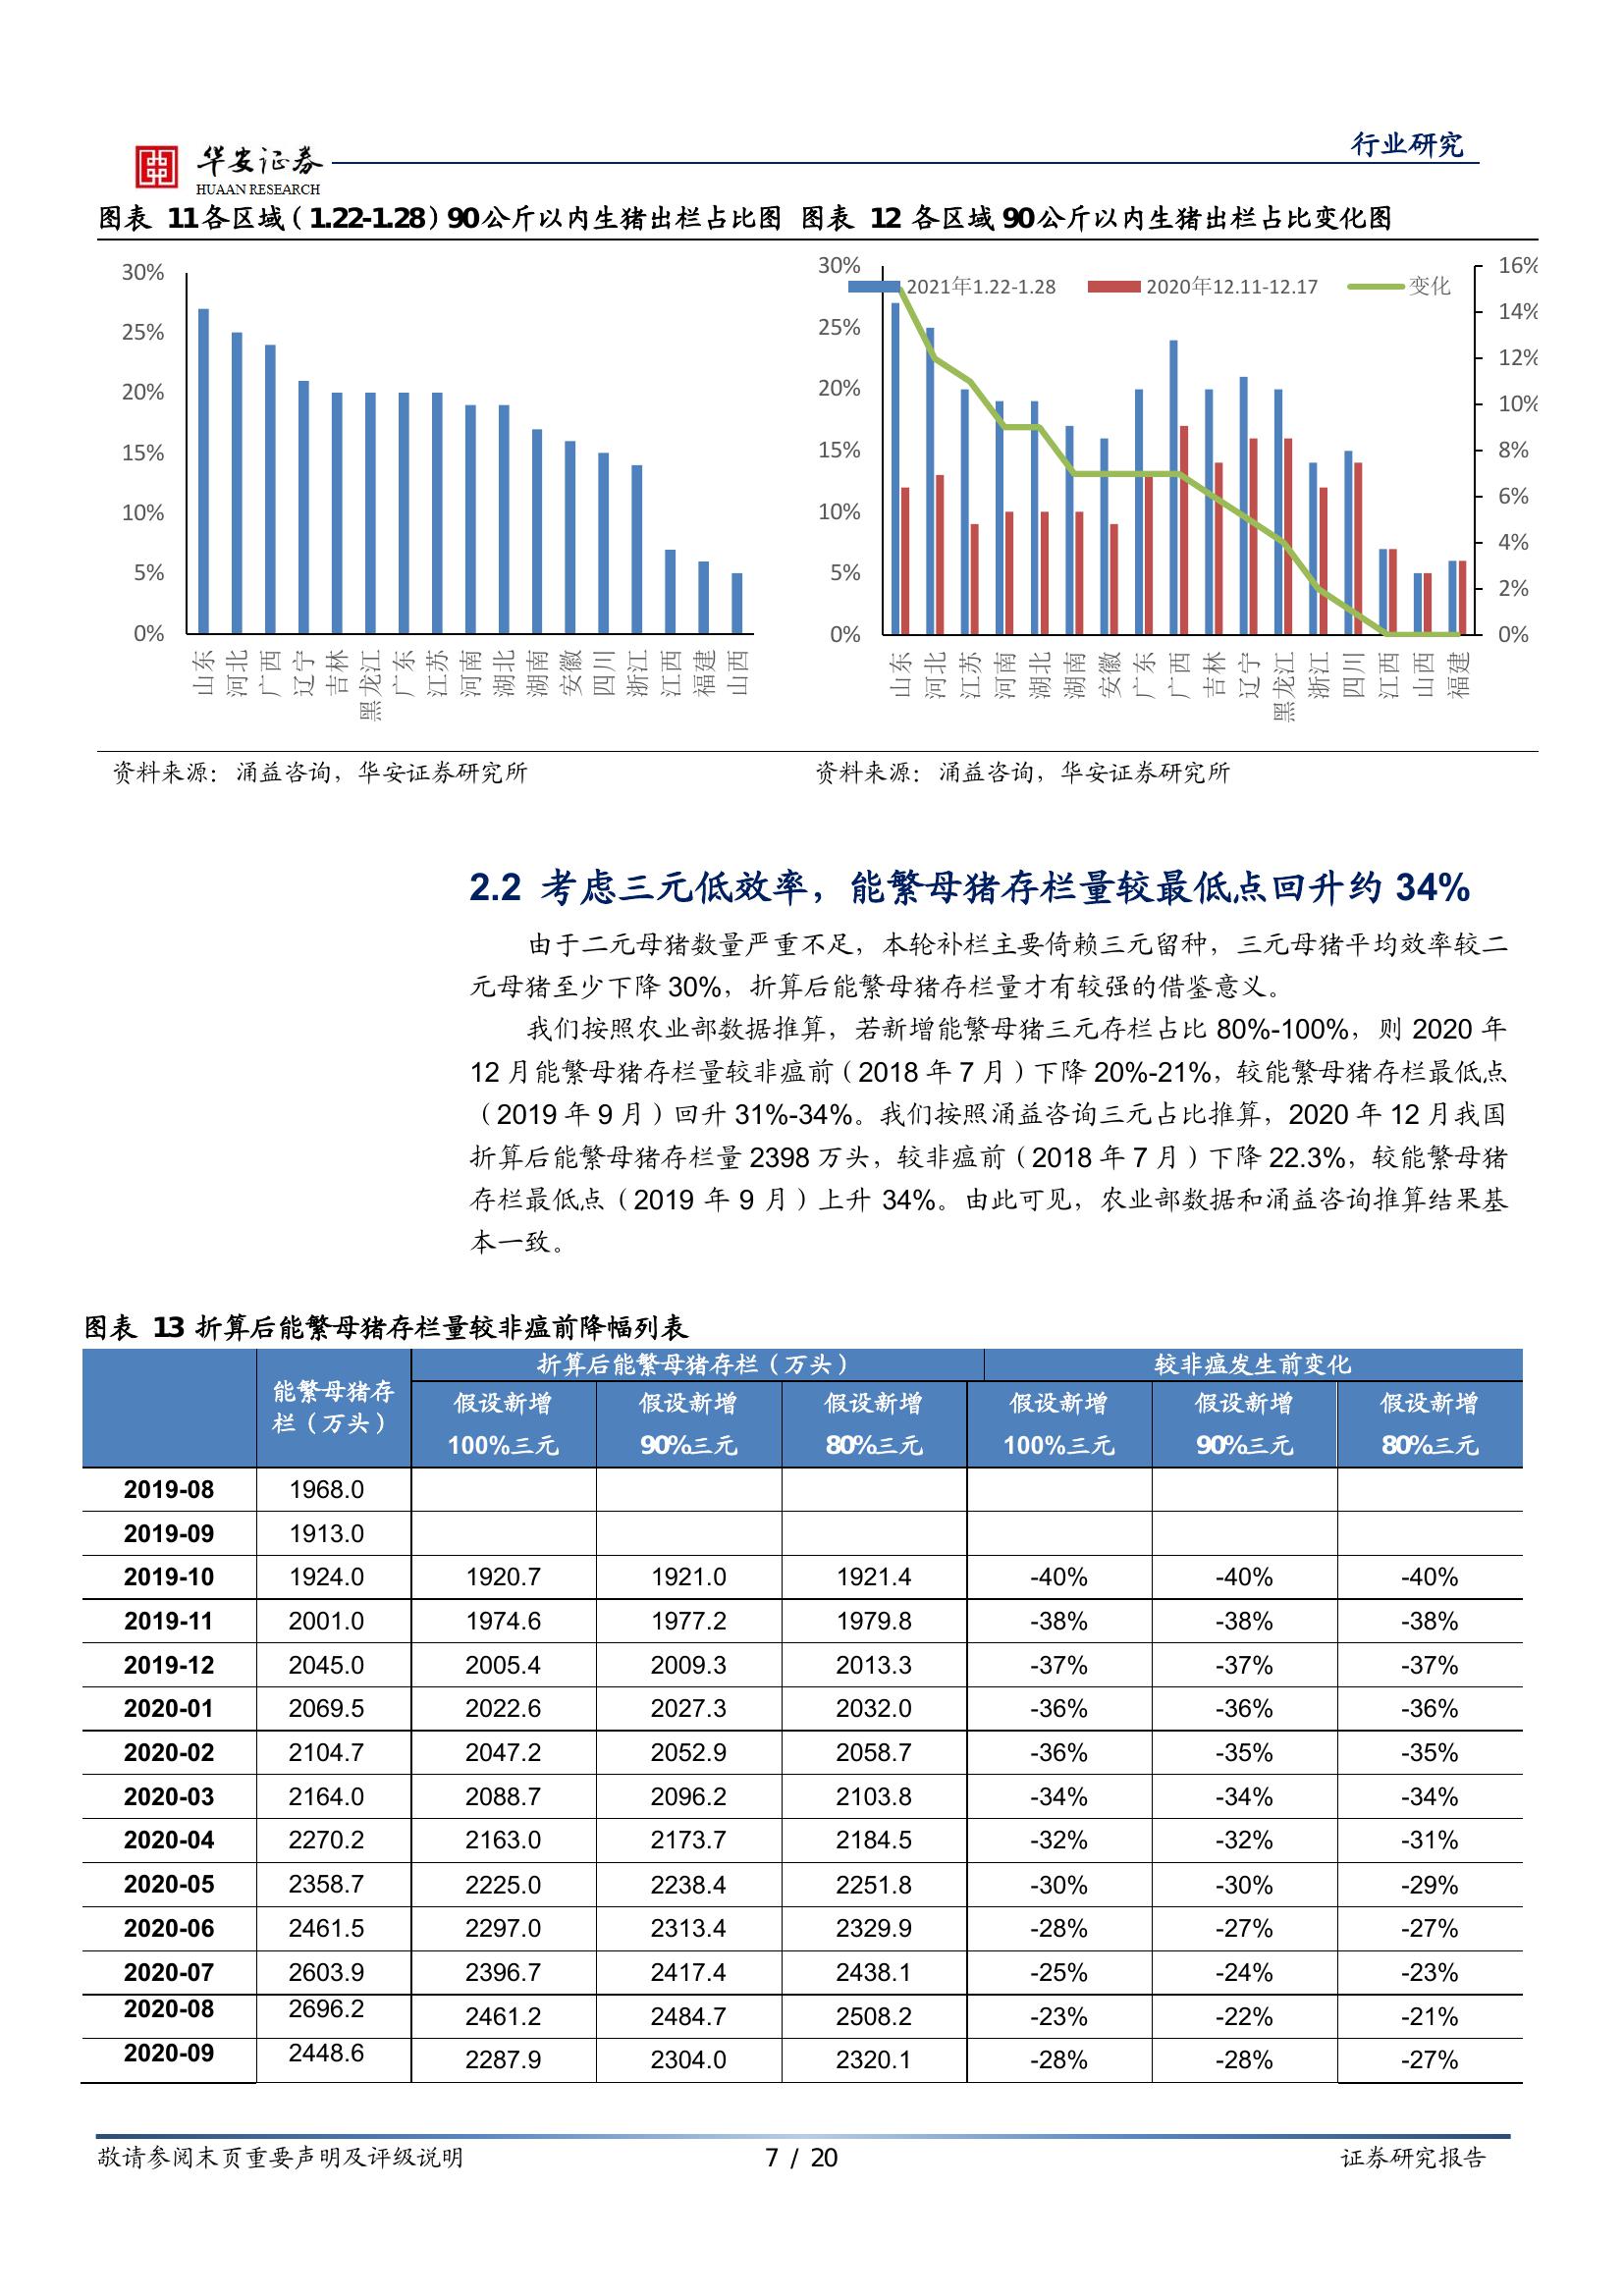 行业研究
华安证券
HUAAN RESEARCH
图表 11 各区域（1.22-1.28）90 公斤以内生猪出栏占比图
30%
25%
20%
15%
10%
5%
0%
山东 河北 广西 辽宁 吉林 黑龙江 广东 江苏 河南 湖北 湖南 安徽 四川 浙江 江西 福建 山西
资料来源：涌益咨询，华安证券研究所
图表 12 各区域 90 公斤以内生猪出栏占比变化图
2021年1.22-1.28 2020年12.11-12.17 变化
30%
25%
20%
15%
10%
5%
0%
16%
14%
12%
10%
8%
6%
4%
2%
0%
山东 河北 江苏 河南 湖北 湖南 安徽 广东 广西 吉林 辽宁 黑龙江 浙江 四川 江西 山西 福建
资料来源：涌益咨询，华安证券研究所
2.2 考虑三元低效率，能繁母猪存栏量较最低点回升约 34%
由于二元母猪数量严重不足，本轮补栏主要倚赖三元留种，三元母猪平均效率较二
元母猪至少下降 30%，折算后能繁母猪存栏量才有较强的借鉴意义。
我们按照农业部数据推算，若新增能繁母猪三元存栏占比 80%-100%，则 2020 年
12 月能繁母猪存栏量较非瘟前（2018 年 7 月）下降 20%-21%，较能繁母猪存栏最低点
（2019 年 9 月）回升 31%-34%。我们按照涌益咨询三元占比推算，2020 年 12 月我国
折算后能繁母猪存栏量 2398 万头，较非瘟前（2018 年 7 月）下降 22.3%，较能繁母猪
存栏最低点（2019 年 9 月）上升 34%。由此可见，农业部数据和涌益咨询推算结果基
本一致。
图表 13 折算后能繁母猪存栏量较非瘟前降幅列表
折算后能繁母猪存栏（万头） 较非瘟发生前变化
能繁母猪存
栏（万头）
假设新增 假设新增 假设新增 假设新增 假设新增 假设新增
100%三元 90%三元 80%三元 100%三元 90%三元 80%三元
2019-08 1968.0
2019-09 1913.0
2019-10 1924.0 1920.7 1921.0 1921.4 -40% -40% -40%
2019-11 2001.0 1974.6 1977.2 1979.8 -38% -38% -38%
2019-12 2045.0 2005.4 2009.3 2013.3 -37% -37% -37%
2020-01 2069.5 2022.6 2027.3 2032.0 -36% -36% -36%
2020-02 2104.7 2047.2 2052.9 2058.7 -36% -35% -35%
2020-03 2164.0 2088.7 2096.2 2103.8 -34% -34% -34%
2020-04 2270.2 2163.0 2173.7 2184.5 -32% -32% -31%
2020-05 2358.7 2225.0 2238.4 2251.8 -30% -30% -29%
2020-06 2461.5 2297.0 2313.4 2329.9 -28% -27% -27%
2020-07 2603.9 2396.7 2417.4 2438.1 -25% -24% -23%
2020-08 2696.2 2461.2 2484.7 2508.2 -23% -22% -21%
2020-09 2448.6 2287.9 2304.0 2320.1 -28% -28% -27%
敬请参阅末页重要声明及评级说明 7 / 20 证券研究报告